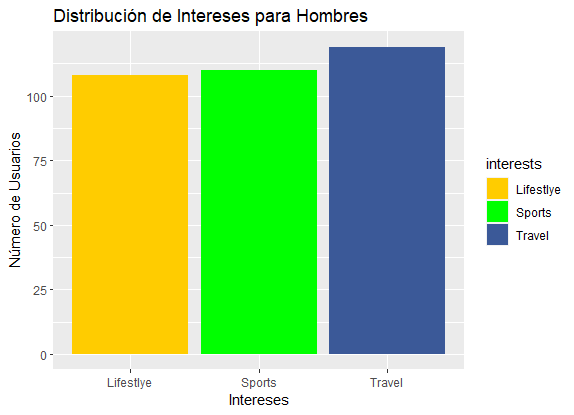 Distribución de Intereses para Hombres
Número de Usuarios
100
75
50
25
0
Lifestlye
Sports
Travel
Intereses
interests
Lifestlye
Sports
Travel